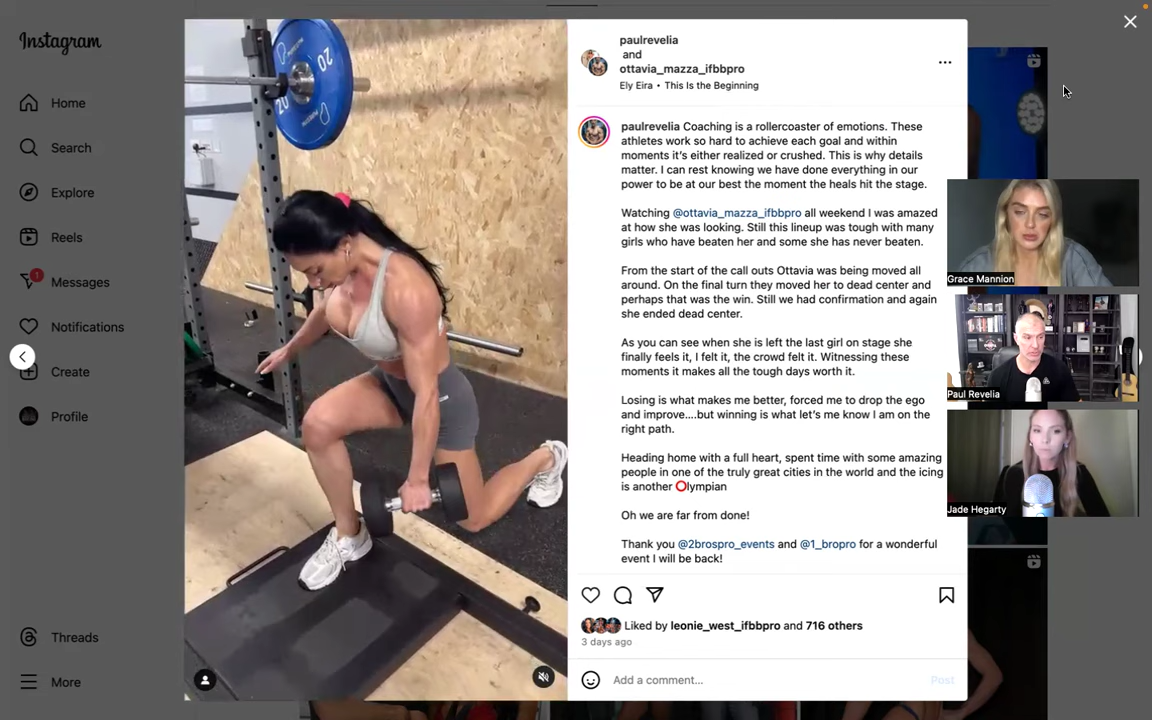 Instagram
Home
Search
Explore
Reels
1
Messages
Notifications
Create
Profile
Threads
More
20
20
paulrevelia
and
ottavia_mazza_ifbbpro
Ely Eira • This Is the Beginning
paulrevelia Coaching is a rollercoaster of emotions. These
athletes work so hard to achieve each goal and within
moments it's either realized or crushed. This is why details
matter. I can rest knowing we have done everything in our
power to be at our best the moment the heals hit the stage.
Watching @ottavia_mazza_ifbbpro all weekend I was amazed
at how she was looking. Still this lineup was tough with many
girls who have beaten her and some she has never beaten.
From the start of the call outs Ottavia was being moved all
around. On the final turn they moved her to dead center and
perhaps that was the win. Still we had confirmation and again
she ended dead center.
As you can see when she is left the last girl on stage she
finally feels it, I felt it, the crowd felt it. Witnessing these
moments it makes all the tough days worth it.
Losing is what makes me better, forced me to drop the ego
and improve....but winning is what let's me know I am on the
right path.
Heading home with a full heart, spent time with some amazing
people in one of the truly great cities in the world and the icing
is another ⭕lympian
Oh we are far from done!
Thank you @2brospro_events and @1_bropro for a wonderful
event I will be back!
Liked by leonie_west_ifbbpro and 716 others
3 days ago
Add a comment...
Post
Grace Mannion
Paul Revelia
Jade Hegarty